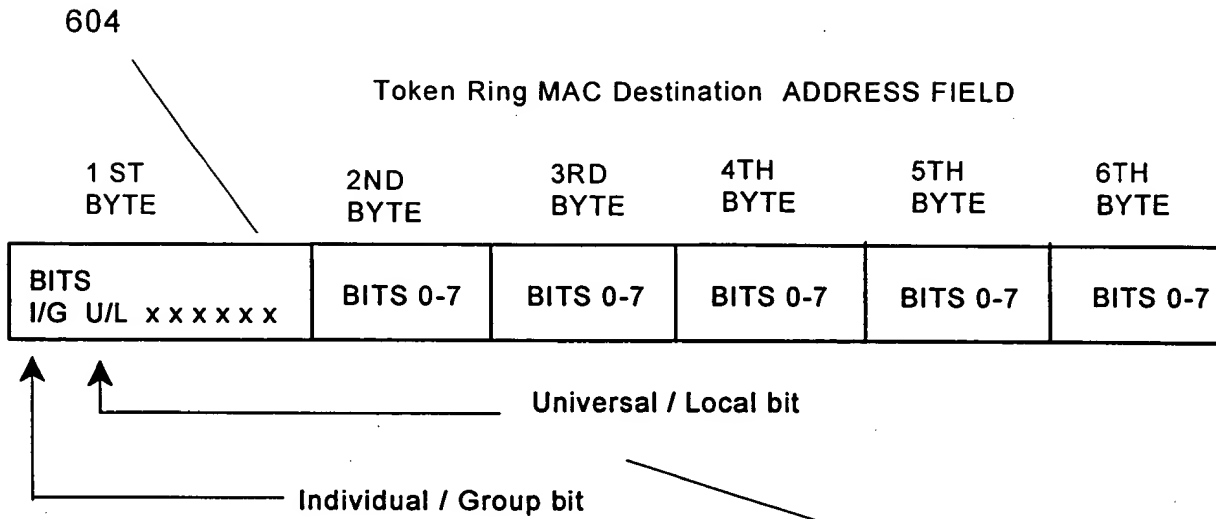 604
Token Ring MAC Destination ADDRESS FIELD
1 ST
BYTE
2ND
BYTE
3RD
BYTE
4TH
BYTE
5TH
BYTE
6TH
BYTE
BITS
I/G U/L x x x x x x
BITS 0-7
BITS 0-7
BITS 0-7
BITS 0-7
BITS 0-7
Universal / Local bit
Individual / Group bit